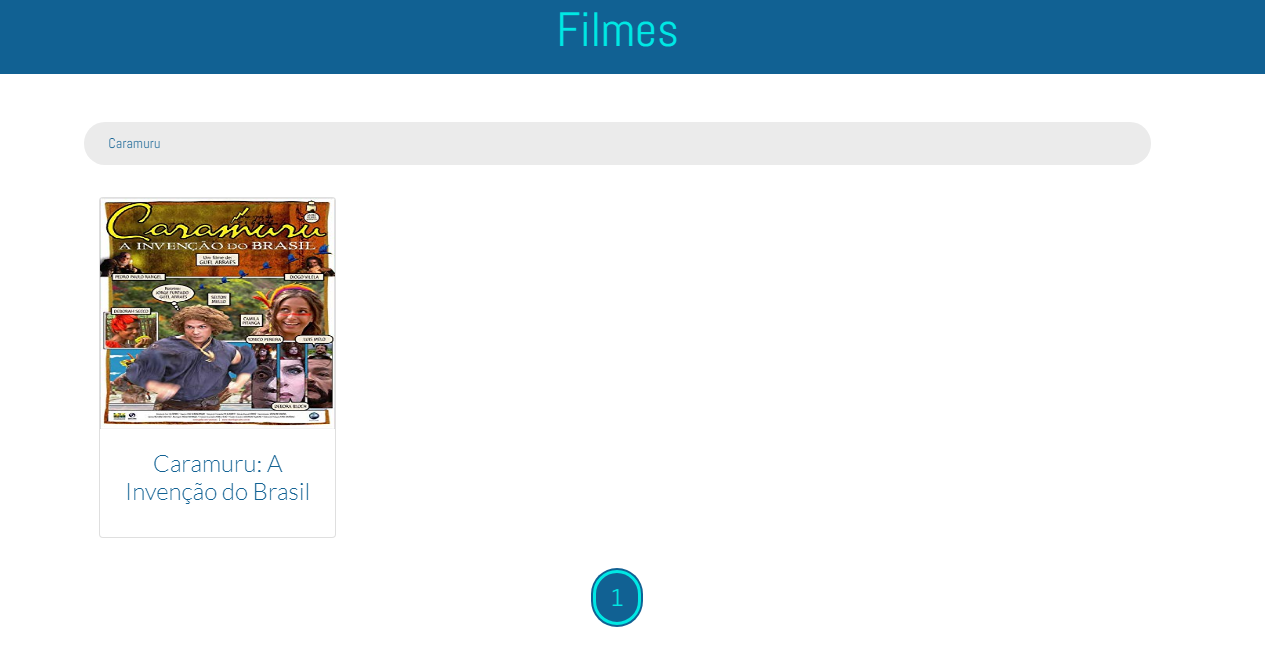 Filmes
Caramuru
Caramuru
A INVENÇÃO DO BRASIL
Um filme de
GUEL ARRAES
PEDRO PAULO RANGEL
DIOGO VILELA
JORGE FURTADO
GUEL ARRAES
SELTON
MELLO
DEBORAH SECCO
CAMILA
PITANGA
TONICO PEREIRA
LUIS MELO
DEBORA BLOCH
Caramuru: A
Invenção do Brasil
1